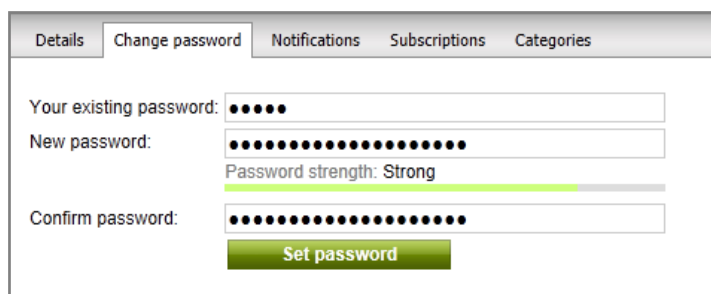 Details Change password Notifications Subscriptions Categories
Your existing password: ●●●●●
New password: ●●●●●●●●●●●●●●●●●●●●
Password strength: Strong
Confirm password: ●●●●●●●●●●●●●●●●●●●●
Set password